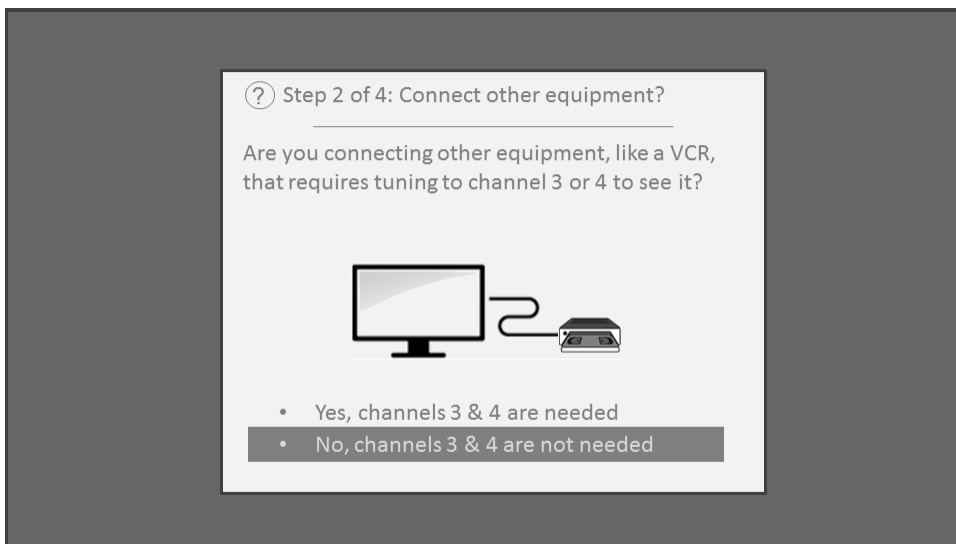 ? Step 2 of 4: Connect other equipment?
Are you connecting other equipment, like a VCR,
that requires tuning to channel 3 or 4 to see it?
• Yes, channels 3 & 4 are needed
• No, channels 3 & 4 are not needed